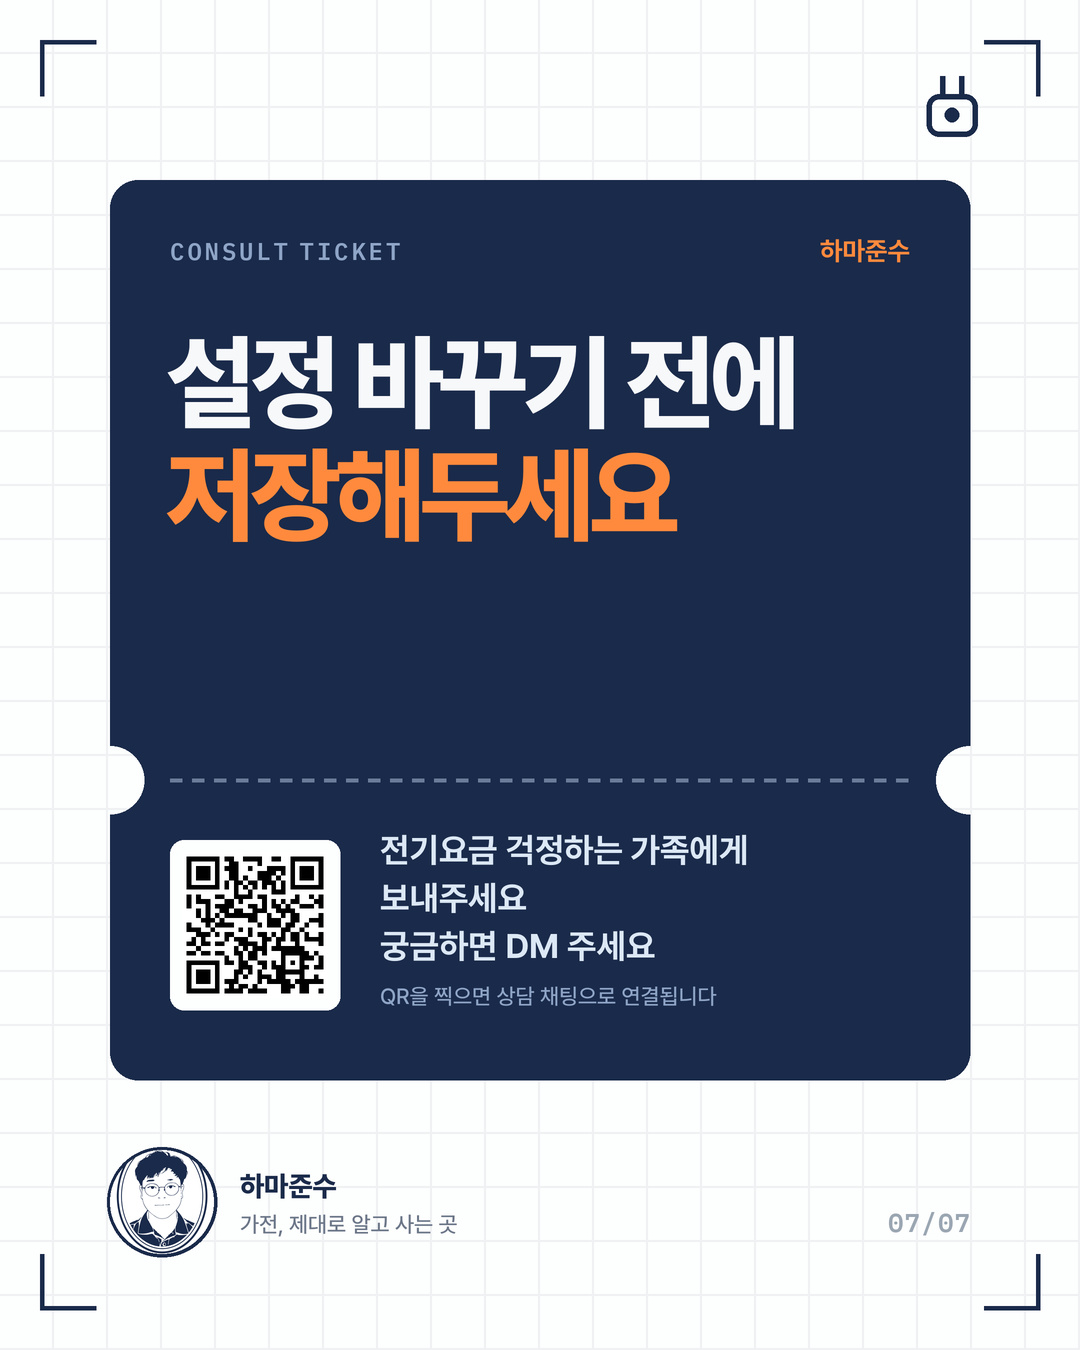 CONSULT TICKET
하마준수
설정 바꾸기 전에
저장해두세요
전기요금 걱정하는 가족에게
보내주세요
궁금하면 DM 주세요
QR을 찍으면 상담 채팅으로 연결됩니다
하마준수
가전, 제대로 알고 사는 곳
07/07